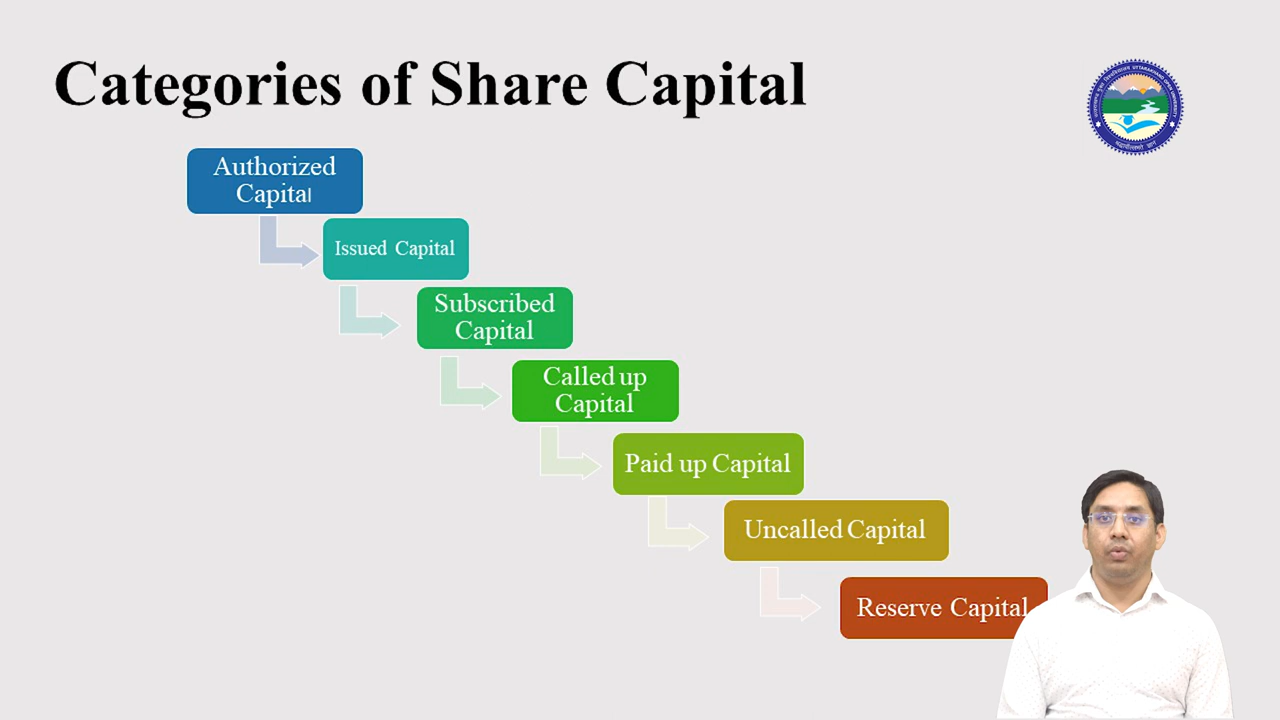 Categories of Share Capital
Authorized
Capital
Issued Capital
Subscribed
Capital
Called up
Capital
Paid up Capital
Uncalled Capital
Reserve Capital